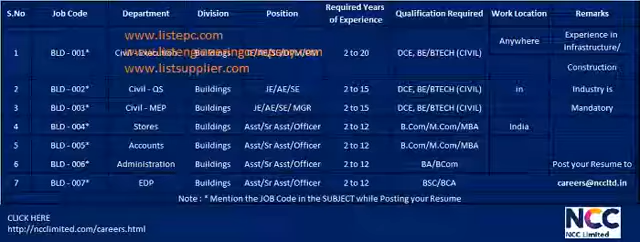 S.No Job Code Department Division Position Required Years of Experience Qualification Required Work Location Remarks
www.listepc.com
1 BLD - 001* Civil-Execution Buildings 2 to 20 DCE, BE/BTECH (CIVIL) Anywhere Experience in Infrastructure/ Construction
www.listsupplier.com
2 BLD - 002* Civil - QS Buildings JE/AE/SE 2 to 15 DCE, BE/BTECH (CIVIL) in Industry is
3 BLD - 003* Civil - MEP Buildings JE/AE/SE/ MGR 2 to 15 DCE, BE/BTECH (CIVIL) Mandatory
4 BLD - 004* Stores Buildings Asst/Sr Asst/Officer 2 to 12 B.Com/M.Com/MBA India
5 BLD - 005* Accounts Buildings Asst/Sr Asst/Officer 2 to 12 B.Com/M.Com/MBA
6 BLD - 006* Administration Buildings Asst/Sr Asst/Officer 2 to 12 BA/BCom Post your Resume to
7 BLD - 007* EDP Buildings Asst/Sr Asst/Officer 2 to 12 BSC/BCA careers@nccltd.in
Note : * Mention the JOB Code in the SUBJECT while Posting your Resume
CLICK HERE
http://ncclimited.com/careers.html
NCC
NCC Limited